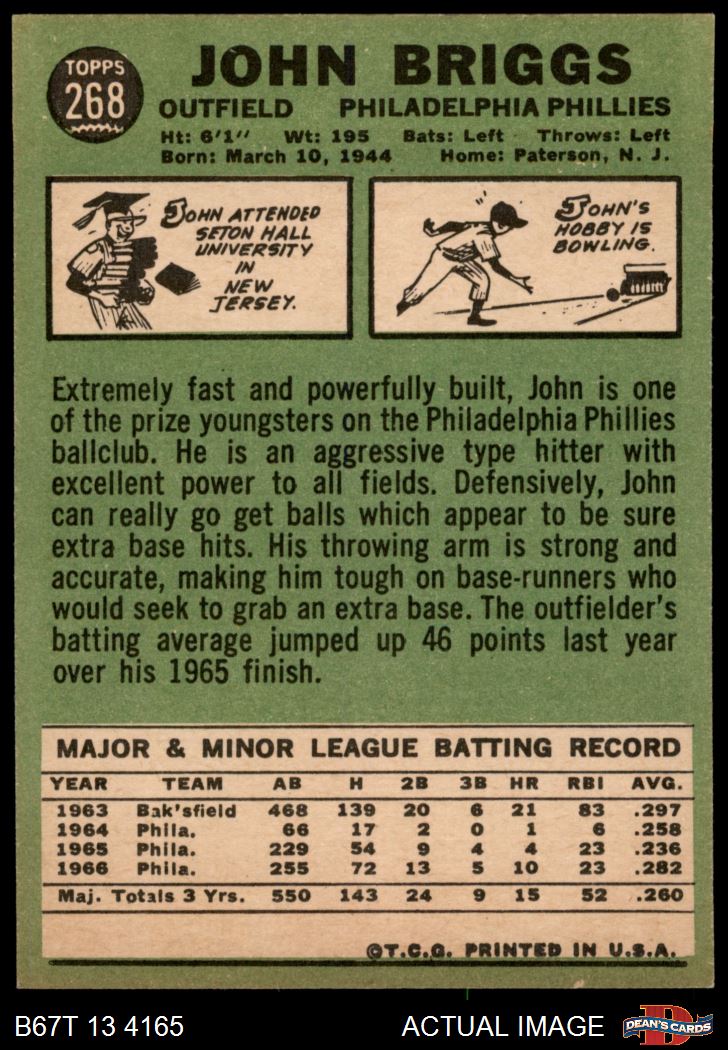 TOPPS
268
JOHN BRIGGS
OUTFIELD PHILADELPHIA PHILLIES
Ht: 6'1" Wt: 195 Bats: Left Throws: Left
Born: March 10, 1944 Home: Paterson, N. J.
JOHN ATTENDED
SETON HALL
UNIVERSITY
IN
NEW
JERSEY.
JOHN'S
HOBBY IS
BOWLING.
Extremely fast and powerfully built, John is one
of the prize youngsters on the Philadelphia Phillies
ballclub. He is an aggressive type hitter with
excellent power to all fields. Defensively, John
can really go get balls which appear to be sure
extra base hits. His throwing arm is strong and
accurate, making him tough on base-runners who
would seek to grab an extra base. The outfielder's
batting average jumped up 46 points last year
over his 1965 finish.
MAJOR & MINOR LEAGUE BATTING RECORD
YEAR TEAM AB H 2B 3B HR RBI AVG.
1963 Bak'sfield 468 139 20 6 21 83 .297
1964 Phila. 66 17 2 0 1 6 .258
1965 Phila. 229 54 9 4 4 23 .236
1966 Phila. 255 72 13 5 10 23 .282
Maj. Totals 3 Yrs. 550 143 24 9 15 52 .260
©T.C.G. PRINTED IN U.S.A.
B67T 13 4165 ACTUAL IMAGE
D
DEAN'S CARDS